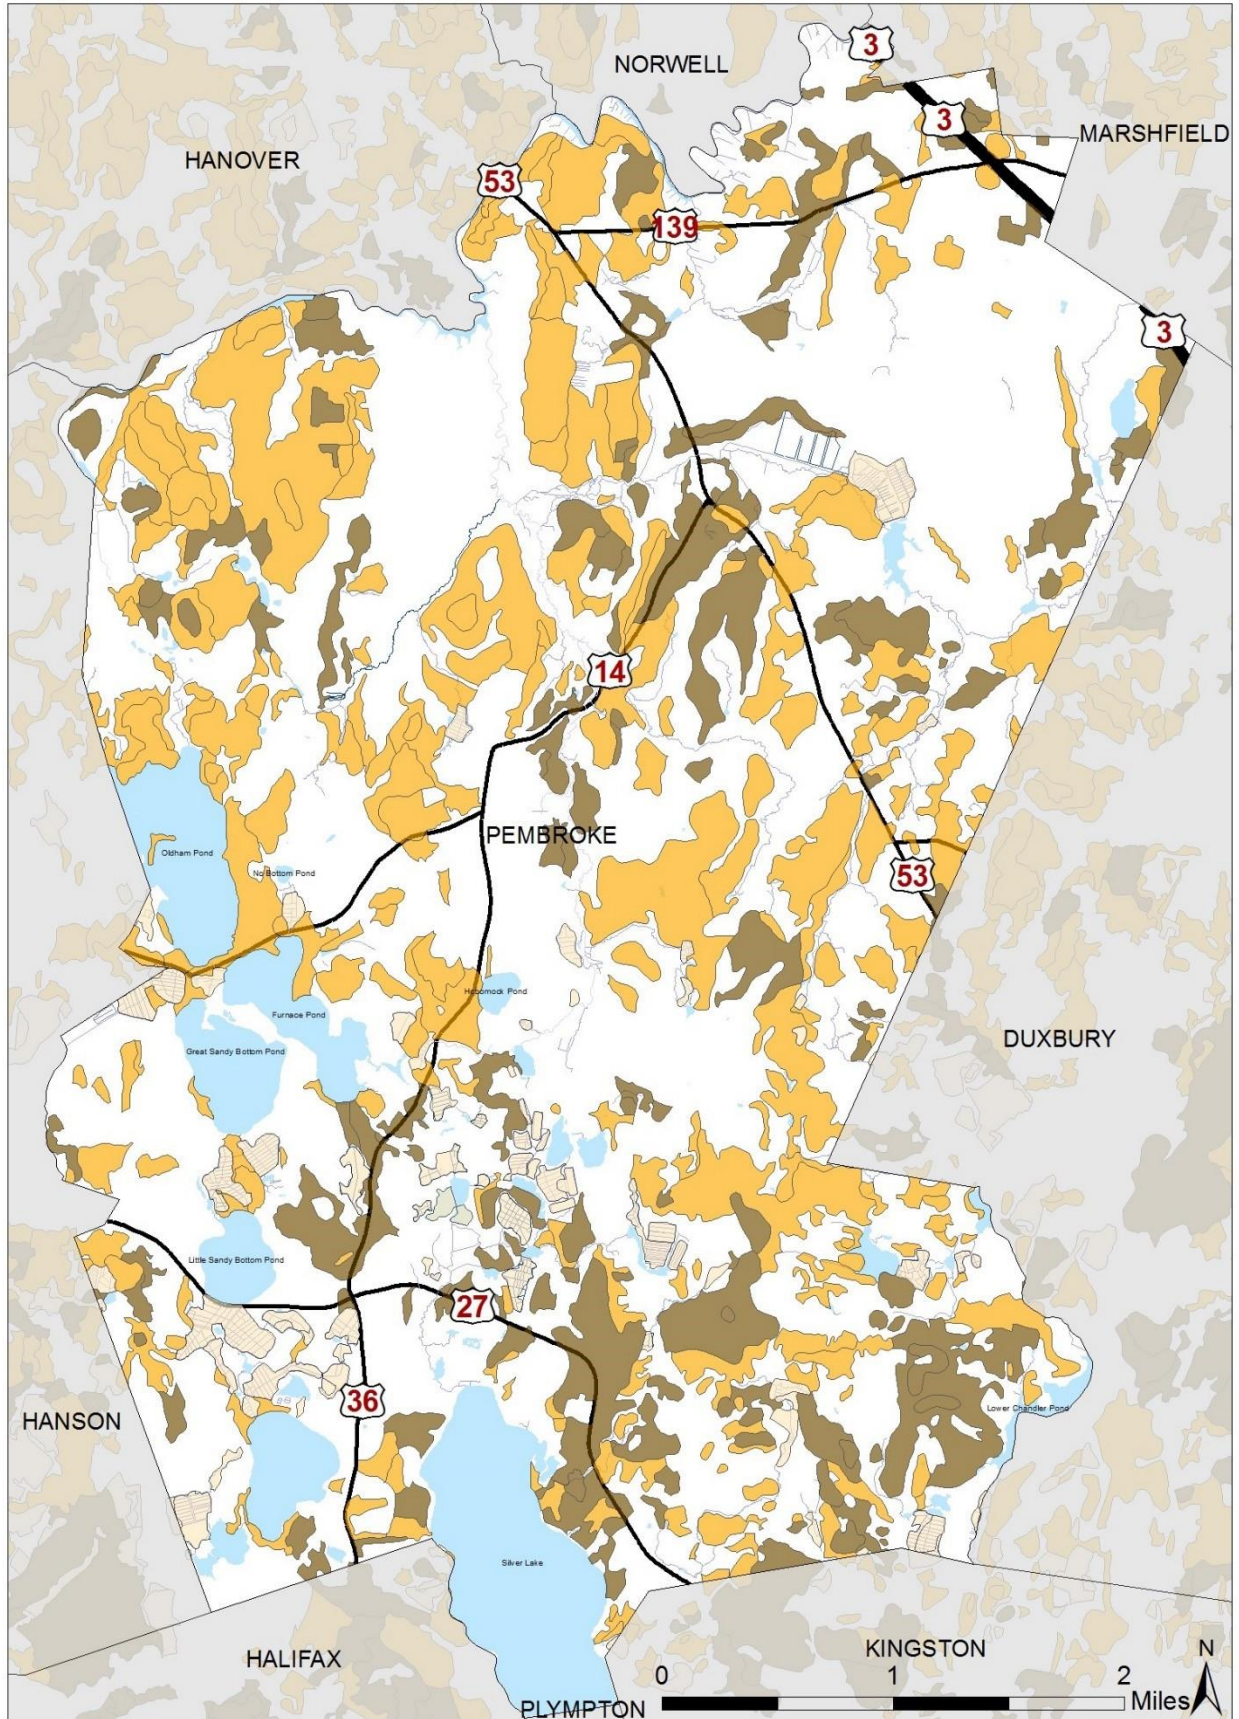 3
NORWELL
3
MARSHFIELD
HANOVER
53
139
3
14
PEMBROKE
Oldham Pond
No Bottom Pond
53
Hobomock Pond
Furnace Pond
Great Sandy Bottom Pond
DUXBURY
Little Sandy Bottom Pond
27
36
HANSON
Lower Chandler Pond
Silver Lake
HALIFAX
KINGSTON
N
0 1 2
PLYMPTON
Miles